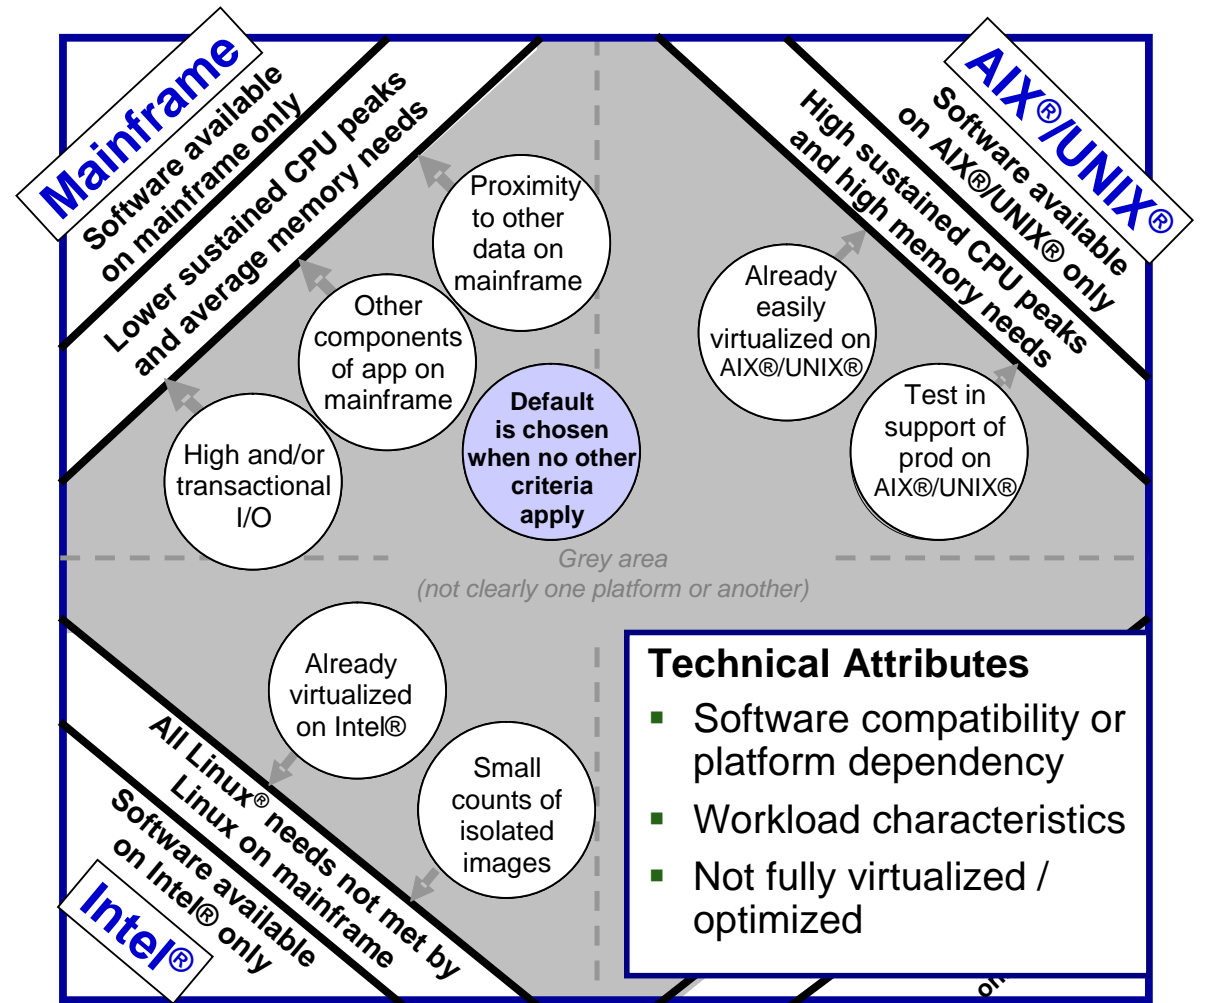 Mainframe
Software available
on mainframe only
Lower sustained CPU peaks
and average memory needs
AIX®/UNIX®
Software available
on AIX®/UNIX® only
High sustained CPU peaks
and high memory needs
Proximity
to other
data on
mainframe
Other
components
of app on
mainframe
High and/or
transactional
I/O
Already
easily
virtualized on
AIX®/UNIX®
Test in
support of
prod on
AIX®/UNIX®
Default
is chosen
when no other
criteria
apply
Grey area
(not clearly one platform or another)
Already
virtualized
on Intel®
Small
counts of
isolated
images
All Linux® needs not met by
Linux on mainframe
Software available
on Intel® only
Intel®
Technical Attributes
▪ Software compatibility or
platform dependency
▪ Workload characteristics
▪ Not fully virtualized /
optimized